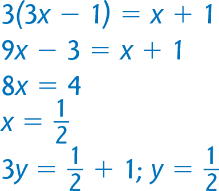 3(3x − 1) = x + 1
9x − 3 = x + 1
8x = 4
x = 1/2
3y = 1/2 + 1; y = 1/2